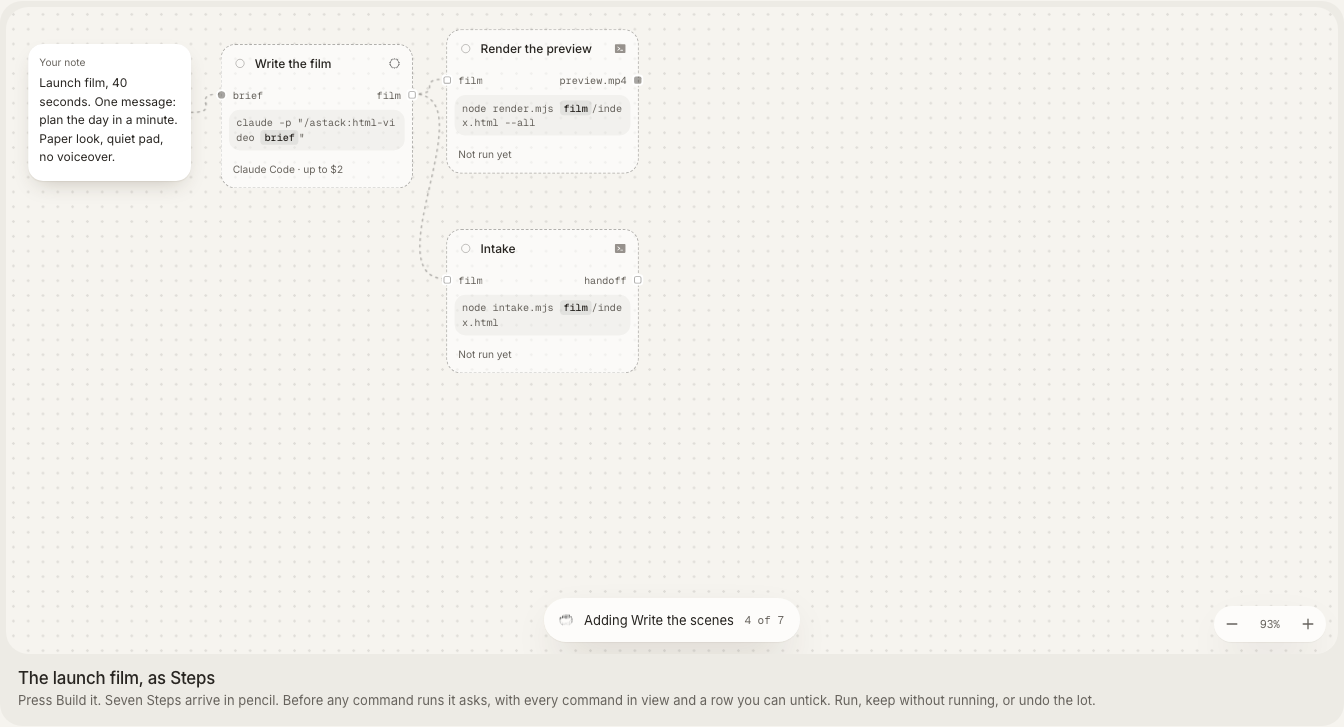 Your note
Launch film, 40
seconds. One message:
plan the day in a minute.
Paper look, quiet pad,
no voiceover.
Write the film
brief
film
claude -p "/astack:html-vi
deo brief"
Claude Code · up to $2
Render the preview
film
preview.mp4
node render.mjs film/inde
x.html --all
Not run yet
Intake
film
handoff
node intake.mjs film/inde
x.html
Not run yet
Adding Write the scenes 4 of 7
93%
The launch film, as Steps
Press Build it. Seven Steps arrive in pencil. Before any command runs it asks, with every command in view and a row you can untick. Run, keep without running, or undo the lot.